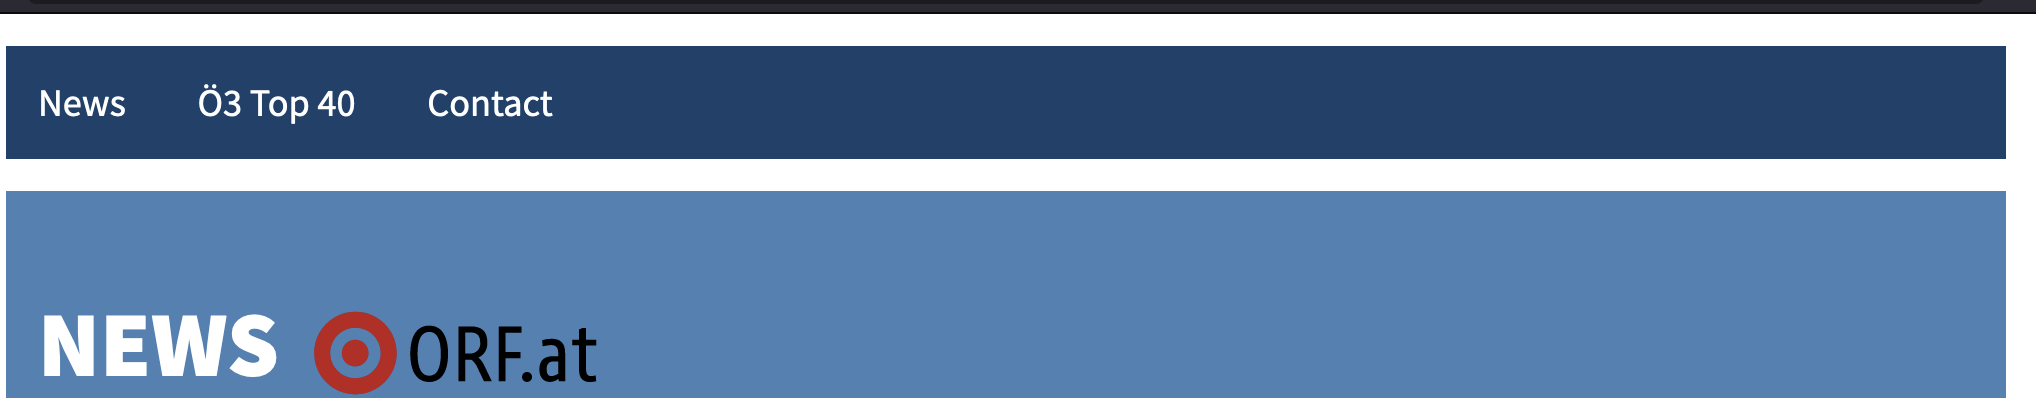 News Ö3 Top 40 Contact
NEWS ORF.at